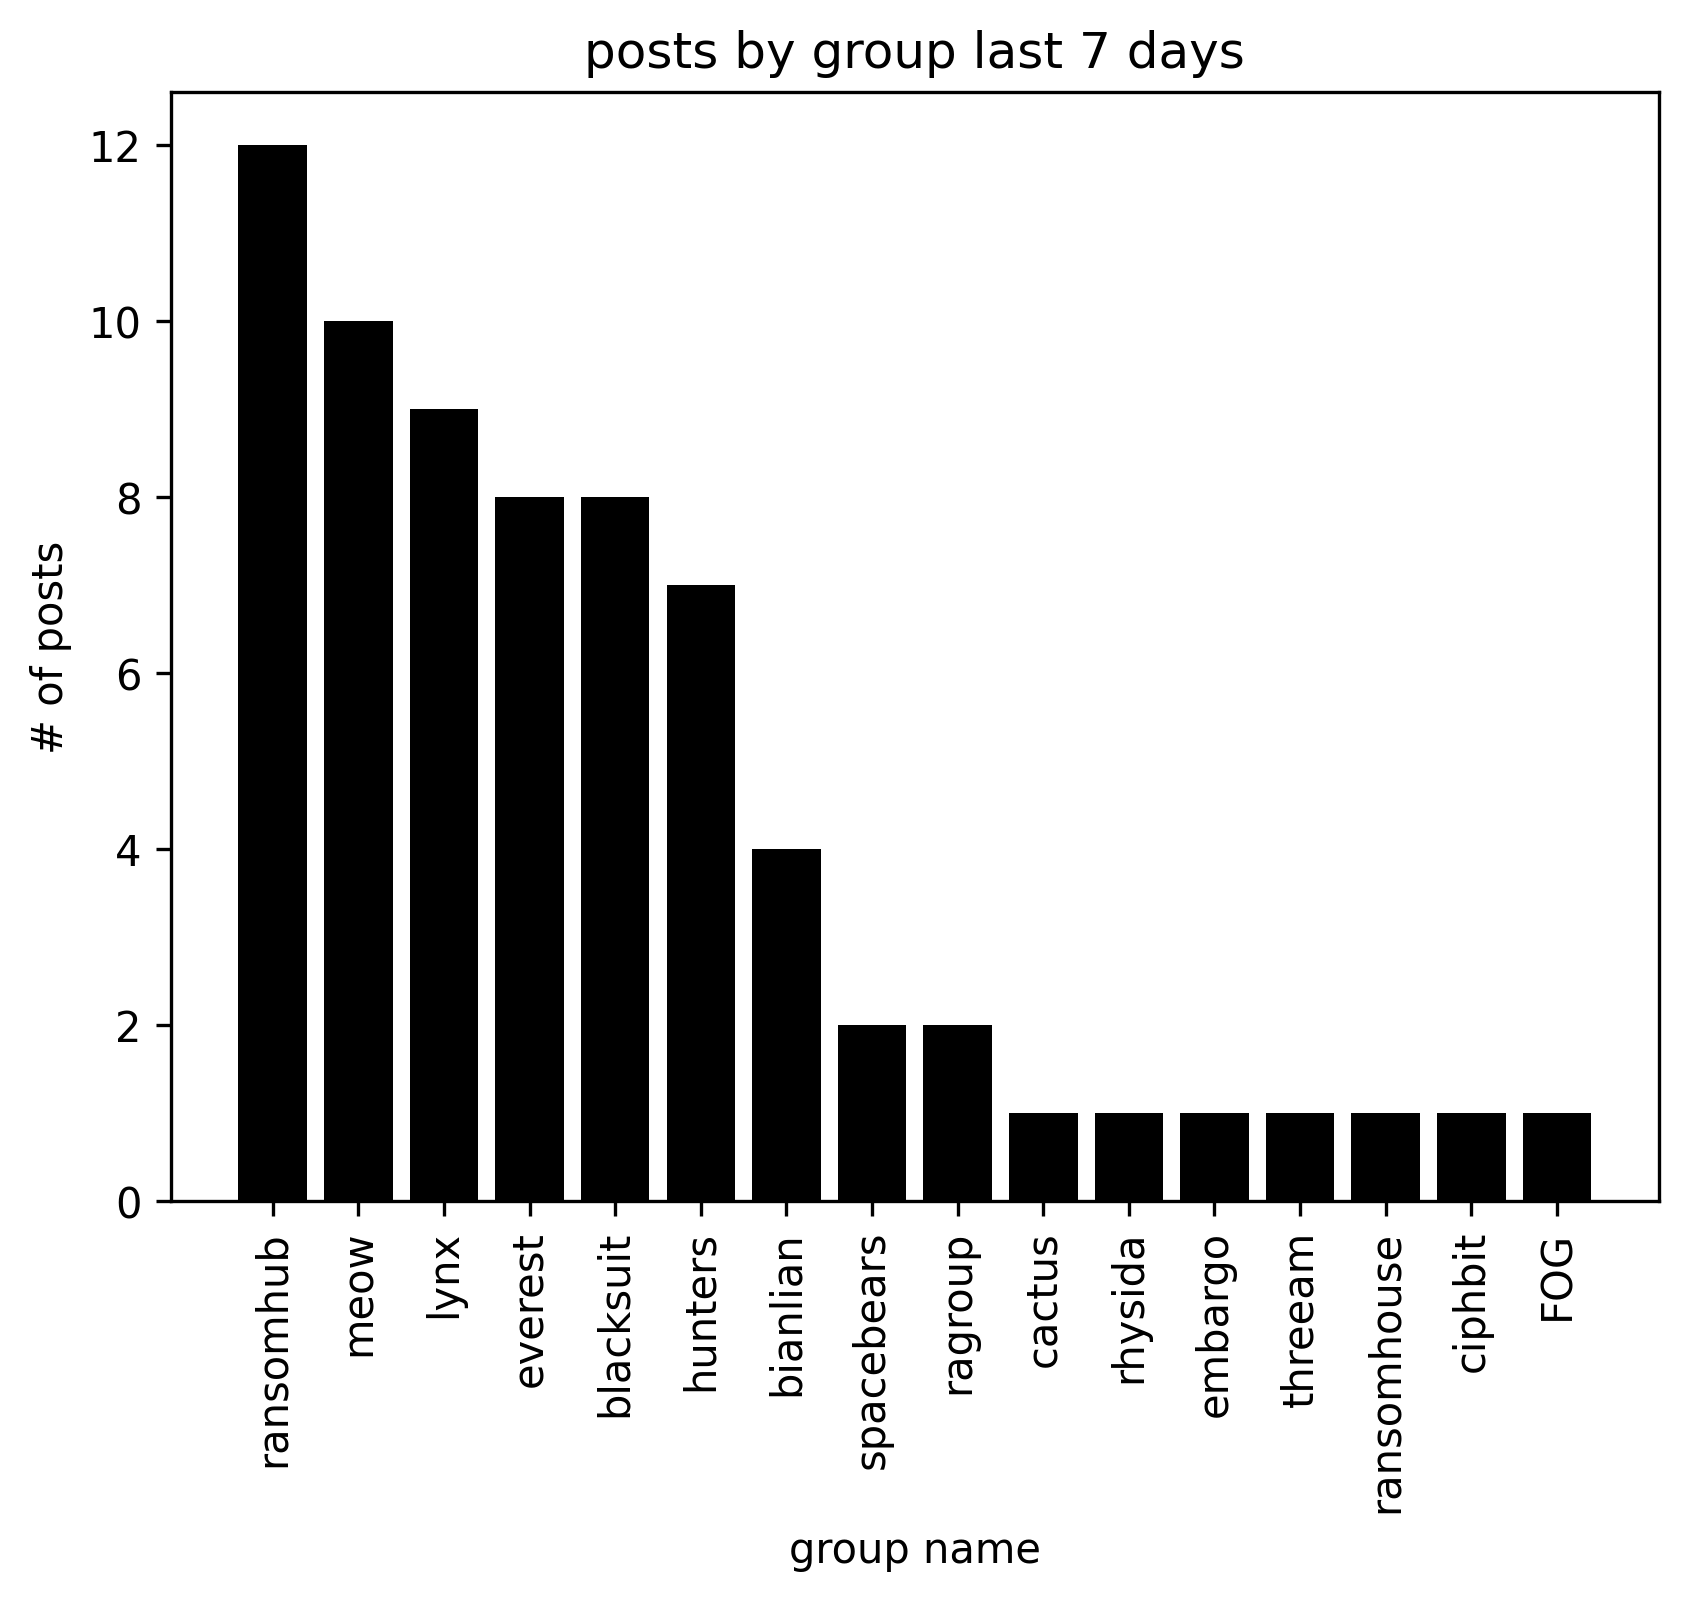 posts by group last 7 days
# of posts
12
10
8
6
4
2
0
ransomhub
meow
lynx
everest
blacksuit
hunters
bianlian
spacebears
ragroup
cactus
rhysida
embargo
threeam
ransomhouse
ciphbit
FOG
group name